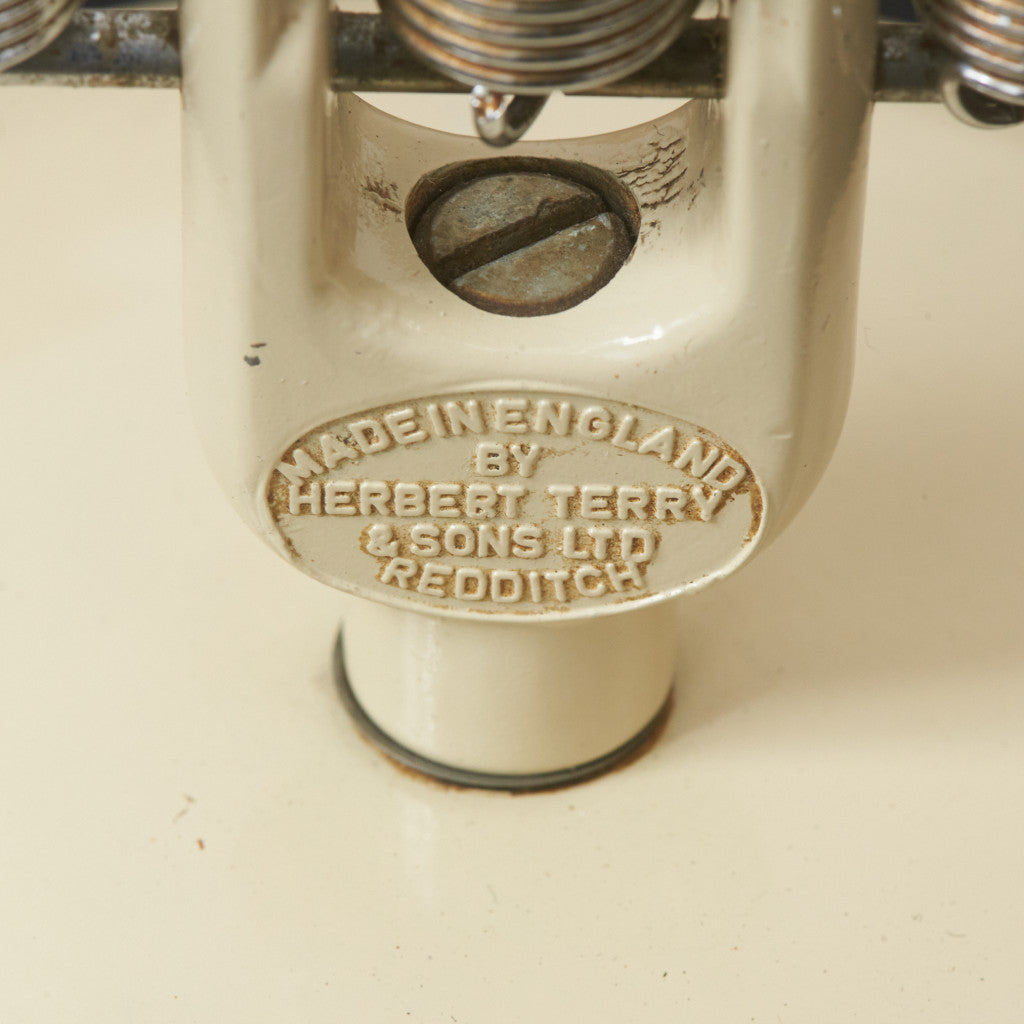 MADE IN ENGLAND
BY
HERBERT TERRY
& SONS LTD
REDDITCH